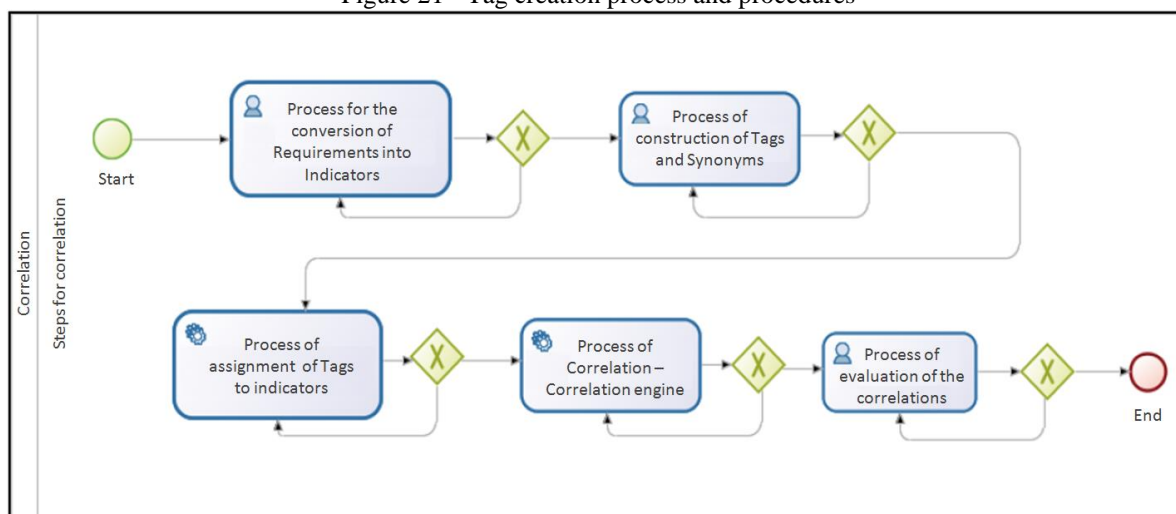 Figure 21 - Tag creation process and procedures
Correlation
Steps for correlation
Start
Process for the
conversion of
Requirements into
Indicators
X
Process of
construction of Tags
and Synonyms
X
Process of
assignment of Tags
to indicators
X
Process of
Correlation –
Correlation engine
X
Process of
evaluation of the
correlations
X
End